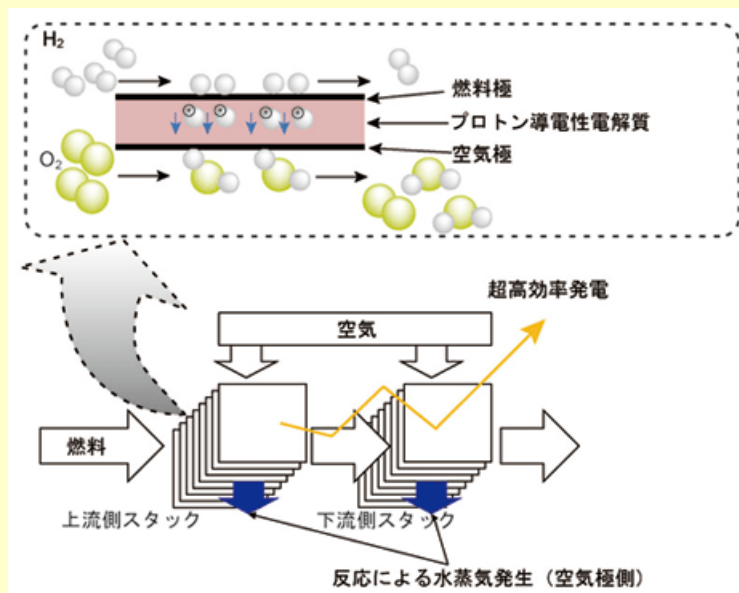 H₂
燃料極
プロトン導電性電解質
空気極
O₂
超高効率発電
空気
燃料
上流側スタック
下流側スタック
反応による水蒸気発生（空気極側）